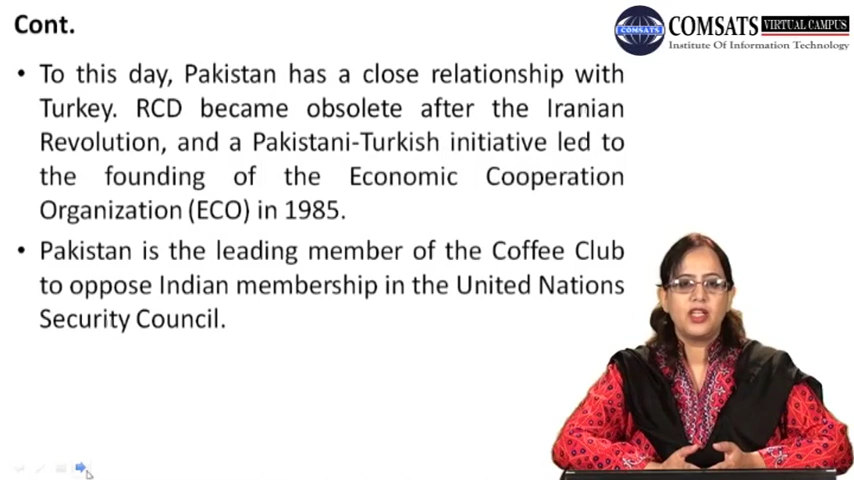 Cont.
COMSATS VIRTUAL CAMPUS
Institute Of Information Technology
• To this day, Pakistan has a close relationship with
Turkey. RCD became obsolete after the Iranian
Revolution, and a Pakistani-Turkish initiative led to
the founding of the Economic Cooperation
Organization (ECO) in 1985.
• Pakistan is the leading member of the Coffee Club
to oppose Indian membership in the United Nations
Security Council.